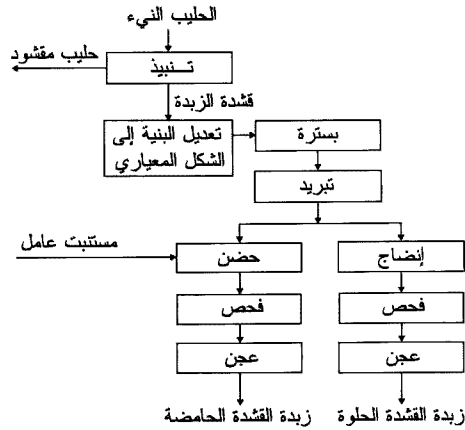 الحليب النيء
تـنبيذ
حليب مقشود
قشدة الزبدة
تعديل البنية إلى
الشكل المعياري
بسترة
تبريد
مستنبت عامل
إنضاج
حضن
فحص
فحص
عجن
عجن
زبدة القشدة الحلوة
زبدة القشدة الحامضة